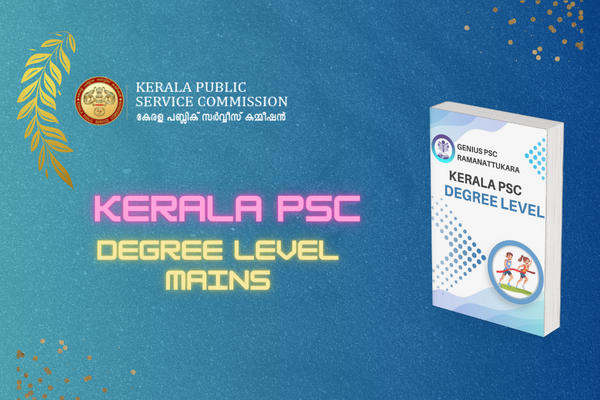 KERALA PUBLIC
SERVICE COMMISSION
കേരള പബ്ലിക് സർവ്വീസ് കമ്മീഷൻ
KERALA PSC
DEGREE LEVEL
MAINS
GENIUS PSC
RAMANATTUKARA
KERALA PSC
DEGREE LEVEL